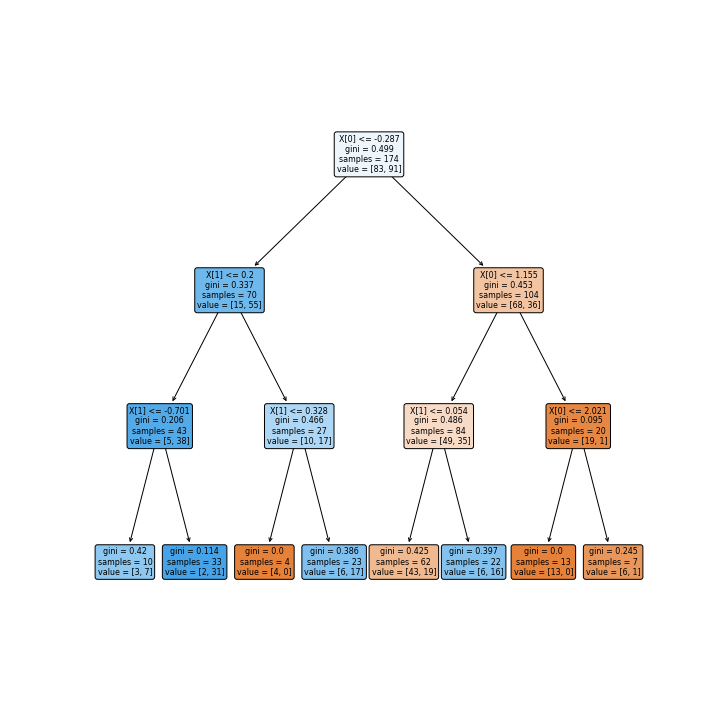 X[0] <= -0.287
gini = 0.499
samples = 174
value = [83, 91]
X[1] <= 0.2
gini = 0.337
samples = 70
value = [15, 55]
X[0] <= 1.155
gini = 0.453
samples = 104
value = [68, 36]
X[1] <= -0.701
gini = 0.206
samples = 43
value = [5, 38]
X[1] <= 0.328
gini = 0.466
samples = 27
value = [10, 17]
X[1] <= 0.054
gini = 0.486
samples = 84
value = [49, 35]
X[0] <= 2.021
gini = 0.095
samples = 20
value = [19, 1]
gini = 0.42
samples = 10
value = [3, 7]
gini = 0.114
samples = 33
value = [2, 31]
gini = 0.0
samples = 4
value = [4, 0]
gini = 0.386
samples = 23
value = [6, 17]
gini = 0.425
samples = 62
value = [43, 19]
gini = 0.397
samples = 22
value = [6, 16]
gini = 0.0
samples = 13
value = [13, 0]
gini = 0.245
samples = 7
value = [6, 1]